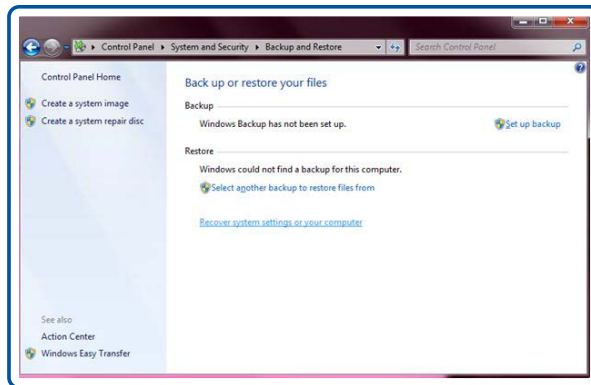 Control Panel ▸ System and Security ▸ Backup and Restore
Search Control Panel
Control Panel Home
Create a system image
Create a system repair disc
Back up or restore your files
Backup
Windows Backup has not been set up.
Set up backup
Restore
Windows could not find a backup for this computer.
Select another backup to restore files from
Recover system settings or your computer
See also
Action Center
Windows Easy Transfer